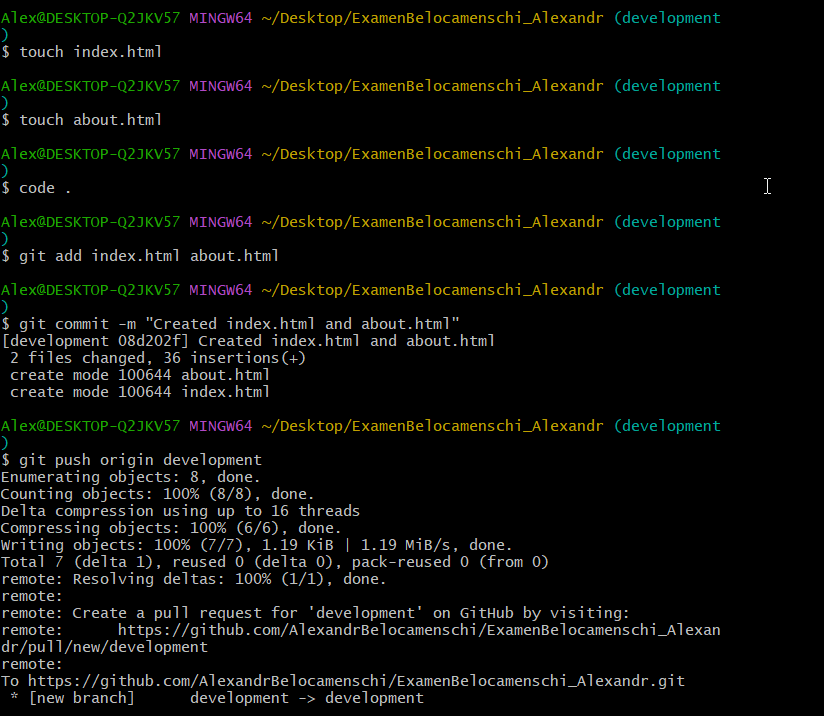 Alex@DESKTOP-Q2JKV57 MINGW64 ~/Desktop/ExamenBelocamenschi_Alexandr (development
)
$ touch index.html
Alex@DESKTOP-Q2JKV57 MINGW64 ~/Desktop/ExamenBelocamenschi_Alexandr (development
)
$ touch about.html
Alex@DESKTOP-Q2JKV57 MINGW64 ~/Desktop/ExamenBelocamenschi_Alexandr (development
)
$ code .
Alex@DESKTOP-Q2JKV57 MINGW64 ~/Desktop/ExamenBelocamenschi_Alexandr (development
)
$ git add index.html about.html
Alex@DESKTOP-Q2JKV57 MINGW64 ~/Desktop/ExamenBelocamenschi_Alexandr (development
)
$ git commit -m "Created index.html and about.html"
[development 08d202f] Created index.html and about.html
 2 files changed, 36 insertions(+)
 create mode 100644 about.html
 create mode 100644 index.html
Alex@DESKTOP-Q2JKV57 MINGW64 ~/Desktop/ExamenBelocamenschi_Alexandr (development
)
$ git push origin development
Enumerating objects: 8, done.
Counting objects: 100% (8/8), done.
Delta compression using up to 16 threads
Compressing objects: 100% (6/6), done.
Writing objects: 100% (7/7), 1.19 KiB | 1.19 MiB/s, done.
Total 7 (delta 1), reused 0 (delta 0), pack-reused 0 (from 0)
remote: Resolving deltas: 100% (1/1), done.
remote:
remote: Create a pull request for 'development' on GitHub by visiting:
remote:      https://github.com/AlexandrBelocamenschi/ExamenBelocamenschi_Alexan
dr/pull/new/development
remote:
To https://github.com/AlexandrBelocamenschi/ExamenBelocamenschi_Alexandr.git
 * [new branch]      development -> development